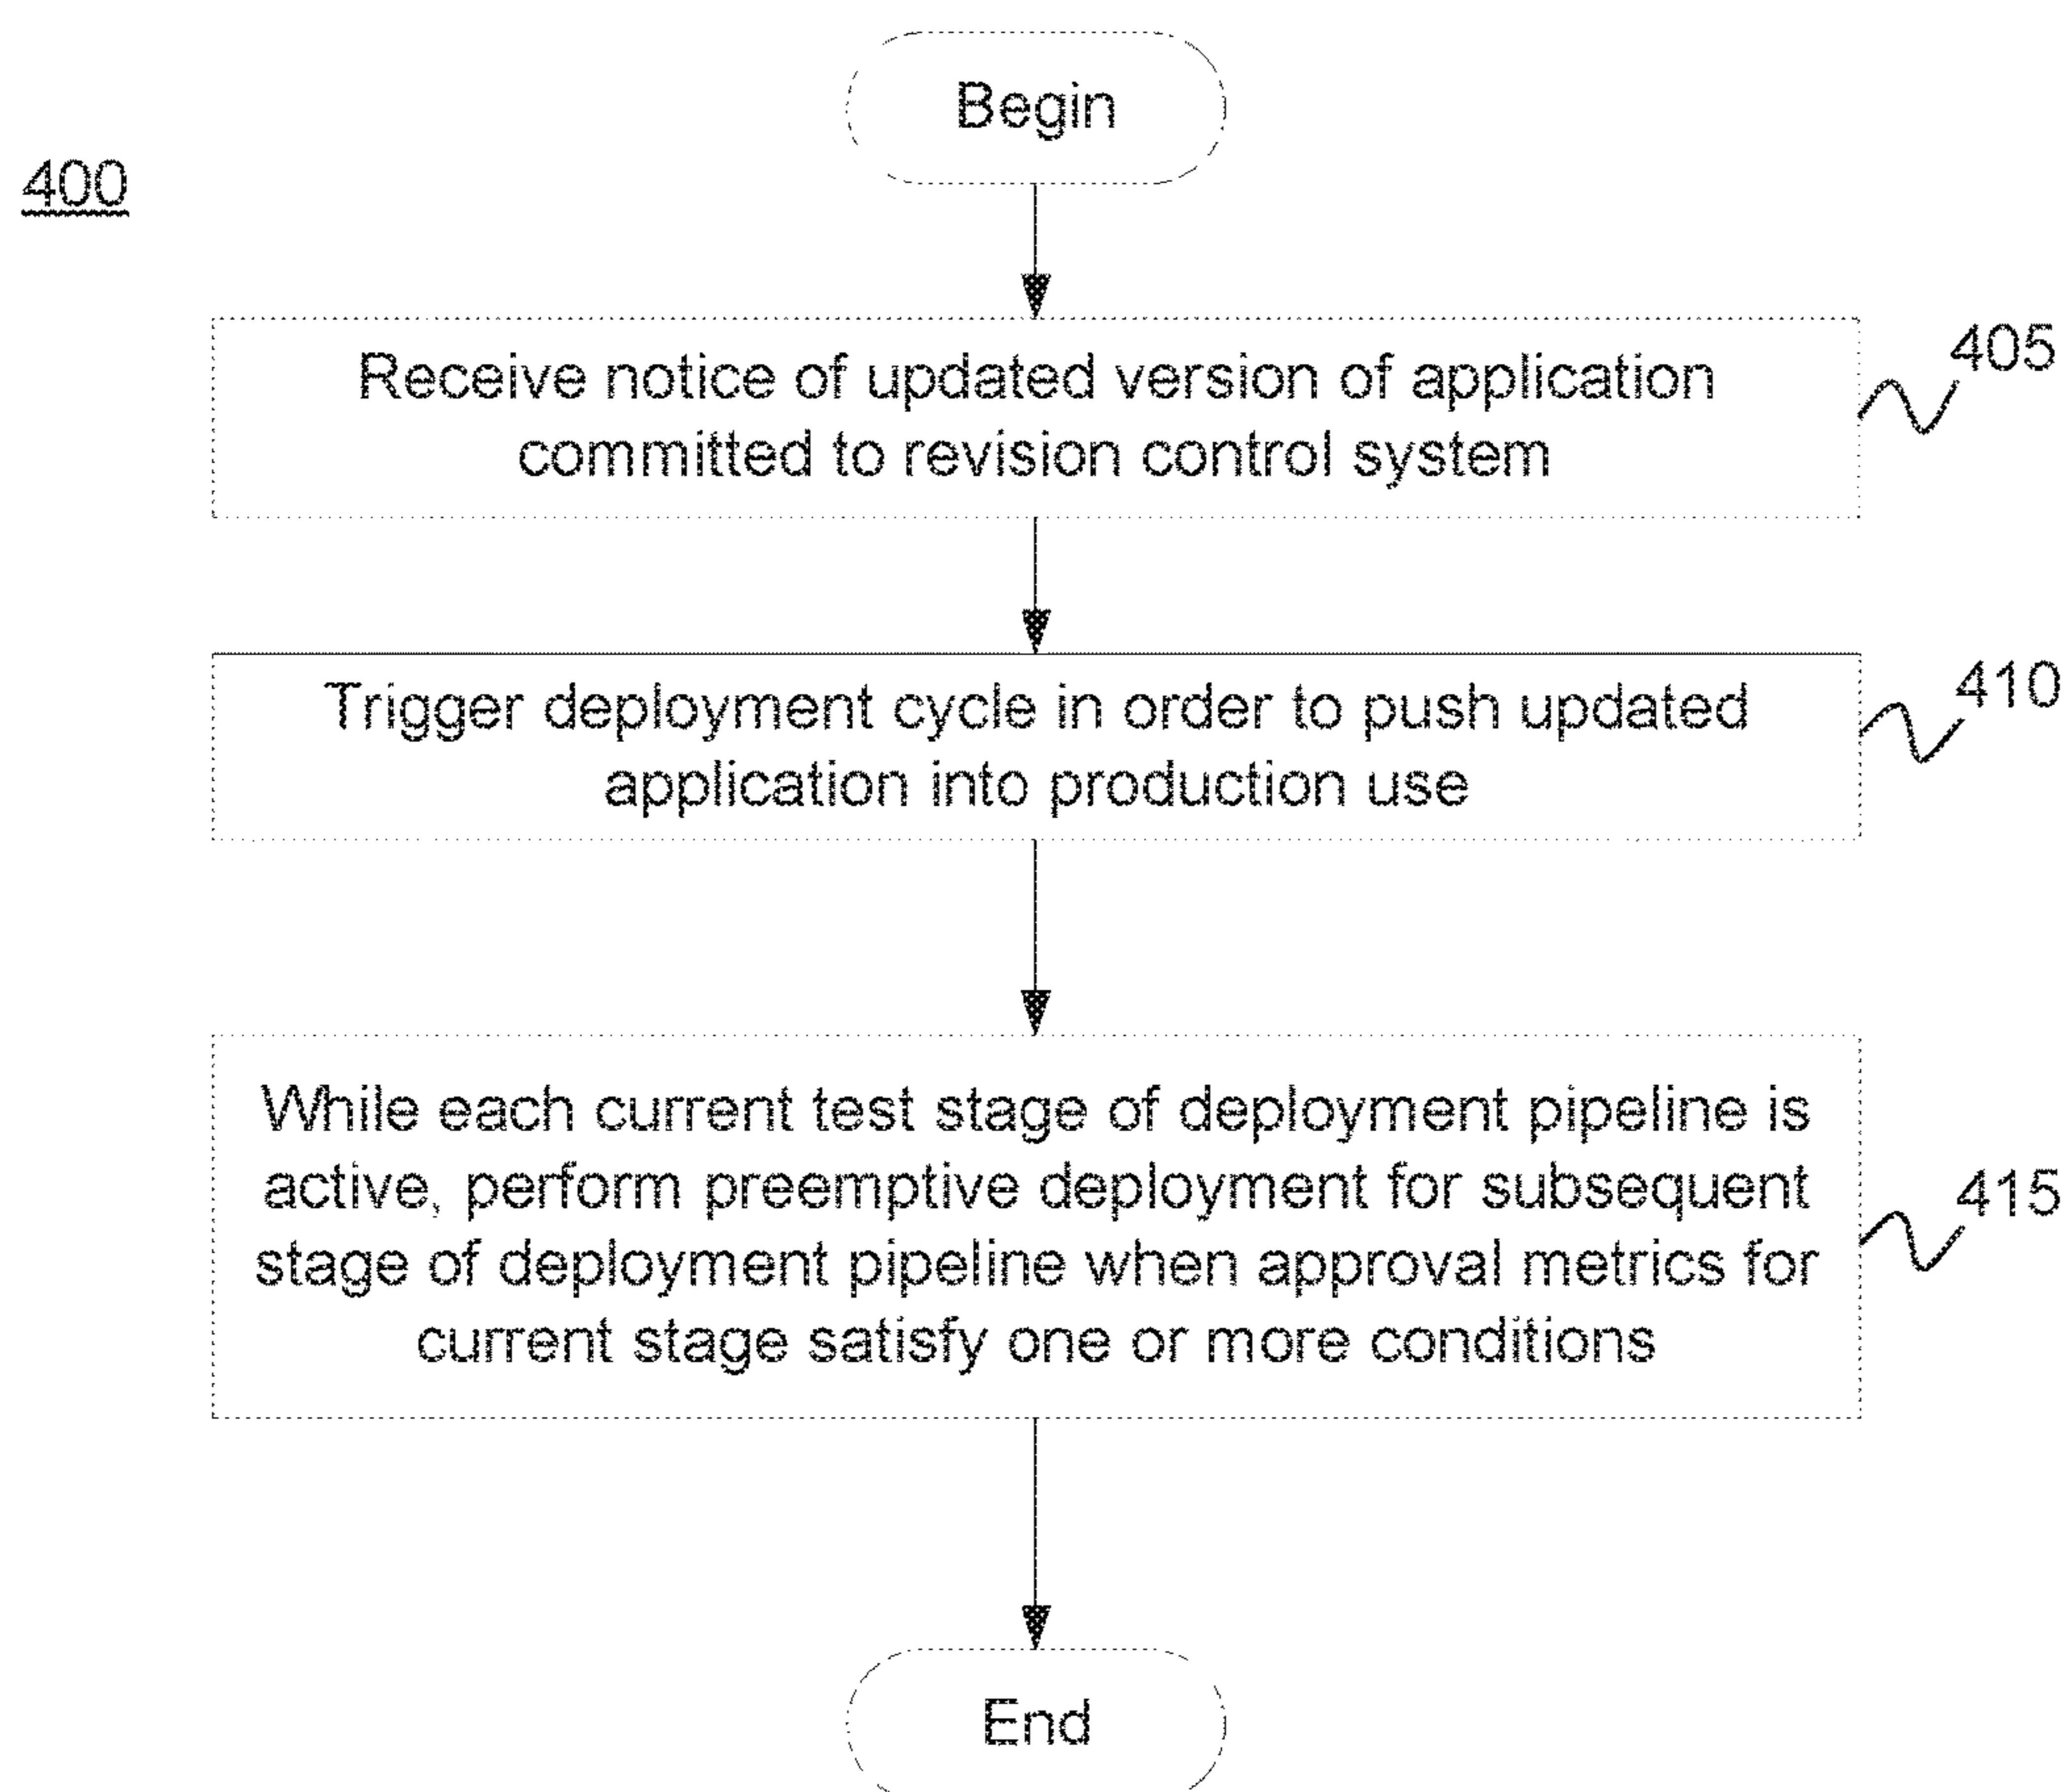 Begin
400
Receive notice of updated version of application
committed to revision control system
405
Trigger deployment cycle in order to push updated
application into production use
410
While each current test stage of deployment pipeline is
active, perform preemptive deployment for subsequent
stage of deployment pipeline when approval metrics for
current stage satisfy one or more conditions
415
End